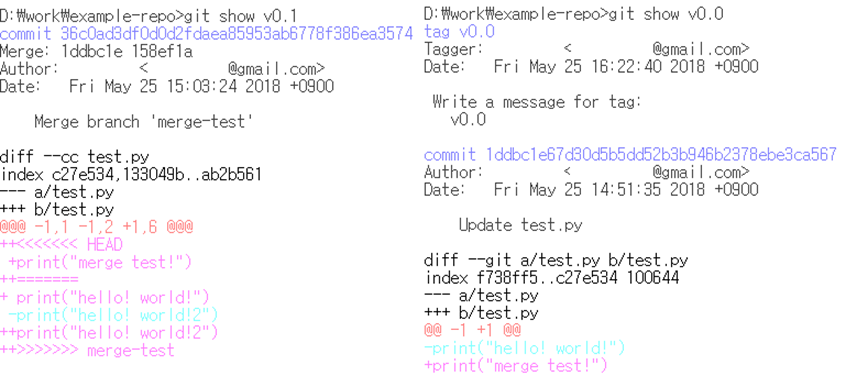 D:\work\example-repo>git show v0.1
commit 36c0ad3df0d0d2fdaea85953ab6778f386ea3574
Merge: 1ddbc1e 158ef1a
Author:          <          @gmail.com>
Date:   Fri May 25 15:03:24 2018 +0900
    Merge branch 'merge-test'
diff --cc test.py
index c27e534,133049b..ab2b561
--- a/test.py
+++ b/test.py
@@@ -1,1 -1,2 +1,6 @@@
++<<<<<<< HEAD
 +print("merge test!")
++=======
+ print("hello! world!")
 -print("hello! world!2")
++print("hello! world!2")
++>>>>>>> merge-test
D:\work\example-repo>git show v0.0
tag v0.0
Tagger:          <          @gmail.com>
Date:   Fri May 25 16:22:40 2018 +0900
 Write a message for tag:
   v0.0
commit 1ddbc1e67d30d5b5dd52b3b946b2378ebe3ca567
Author:          <          @gmail.com>
Date:   Fri May 25 14:51:35 2018 +0900
    Update test.py
diff --git a/test.py b/test.py
index f738ff5..c27e534 100644
--- a/test.py
+++ b/test.py
@@ -1 +1 @@
-print("hello! world!")
+print("merge test!")